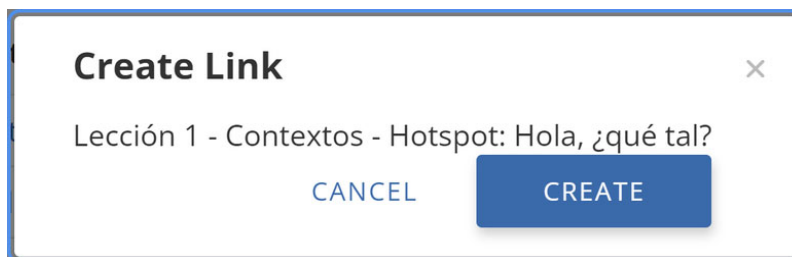 Create Link
×
Lección 1 - Contextos - Hotspot: Hola, ¿qué tal?
CANCEL CREATE